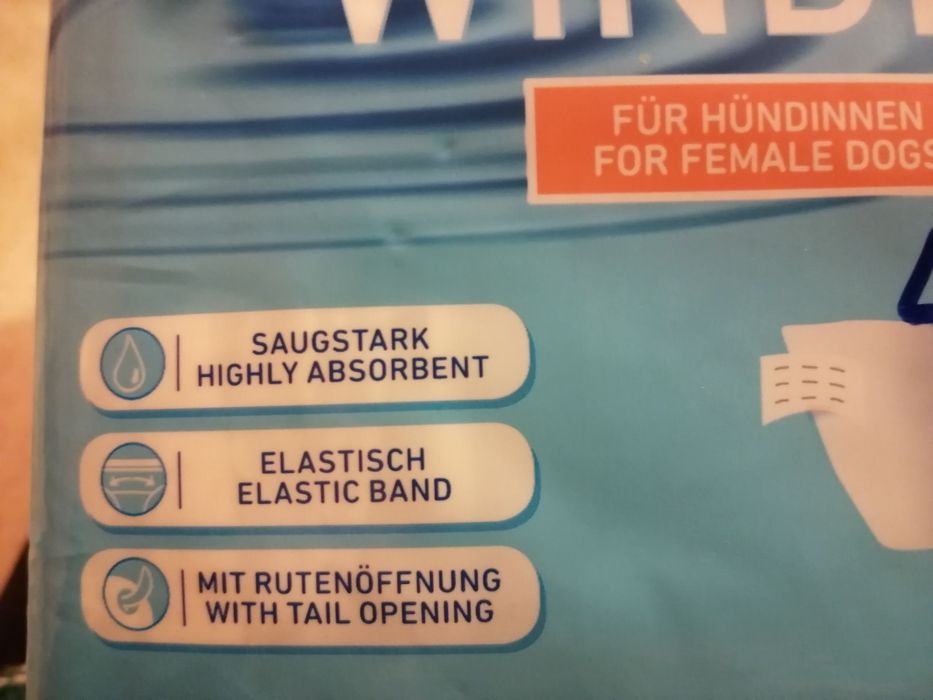 FÜR HÜNDINNEN
FOR FEMALE DOGS
SAUGSTARK
HIGHLY ABSORBENT
ELASTISCH
ELASTIC BAND
MIT RUTENÖFFNUNG
WITH TAIL OPENING